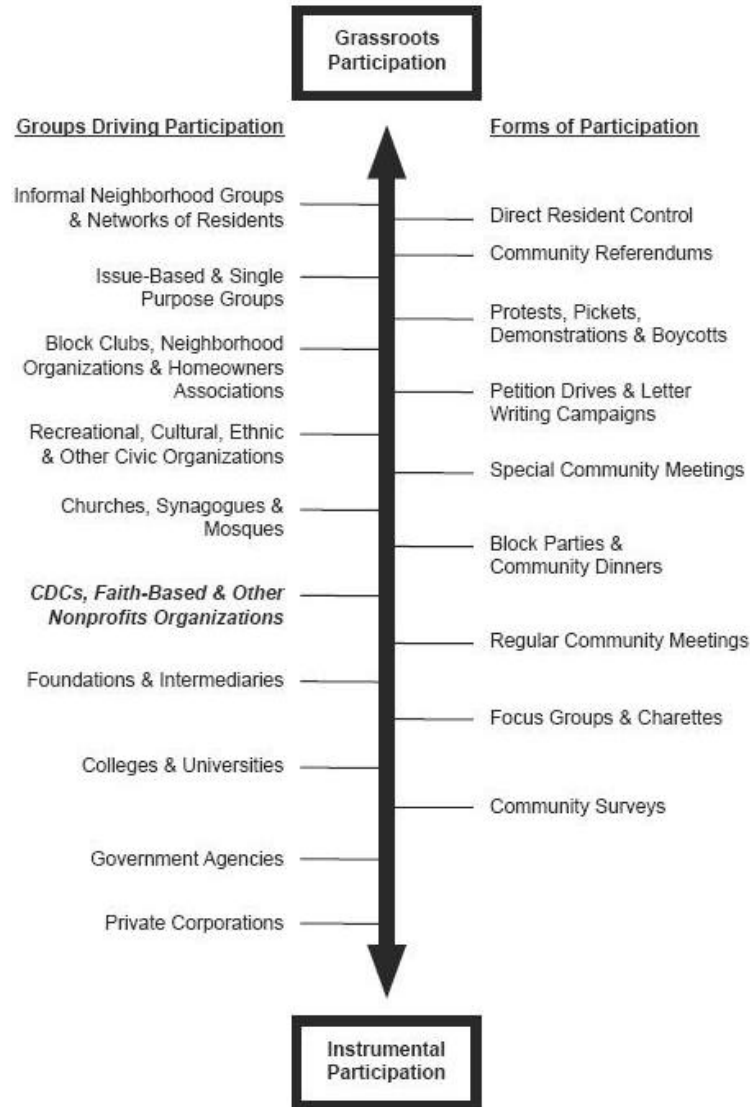 Grassroots
Participation
Groups Driving Participation
Informal Neighborhood Groups
& Networks of Residents
Issue-Based & Single
Purpose Groups
Block Clubs, Neighborhood
Organizations & Homeowners
Associations
Recreational, Cultural, Ethnic
& Other Civic Organizations
Churches, Synagogues &
Mosques
CDCs, Faith-Based & Other
Nonprofits Organizations
Foundations & Intermediaries
Colleges & Universities
Government Agencies
Private Corporations
Forms of Participation
Direct Resident Control
Community Referendums
Protests, Pickets,
Demonstrations & Boycotts
Petition Drives & Letter
Writing Campaigns
Special Community Meetings
Block Parties &
Community Dinners
Regular Community Meetings
Focus Groups & Charettes
Community Surveys
Instrumental
Participation